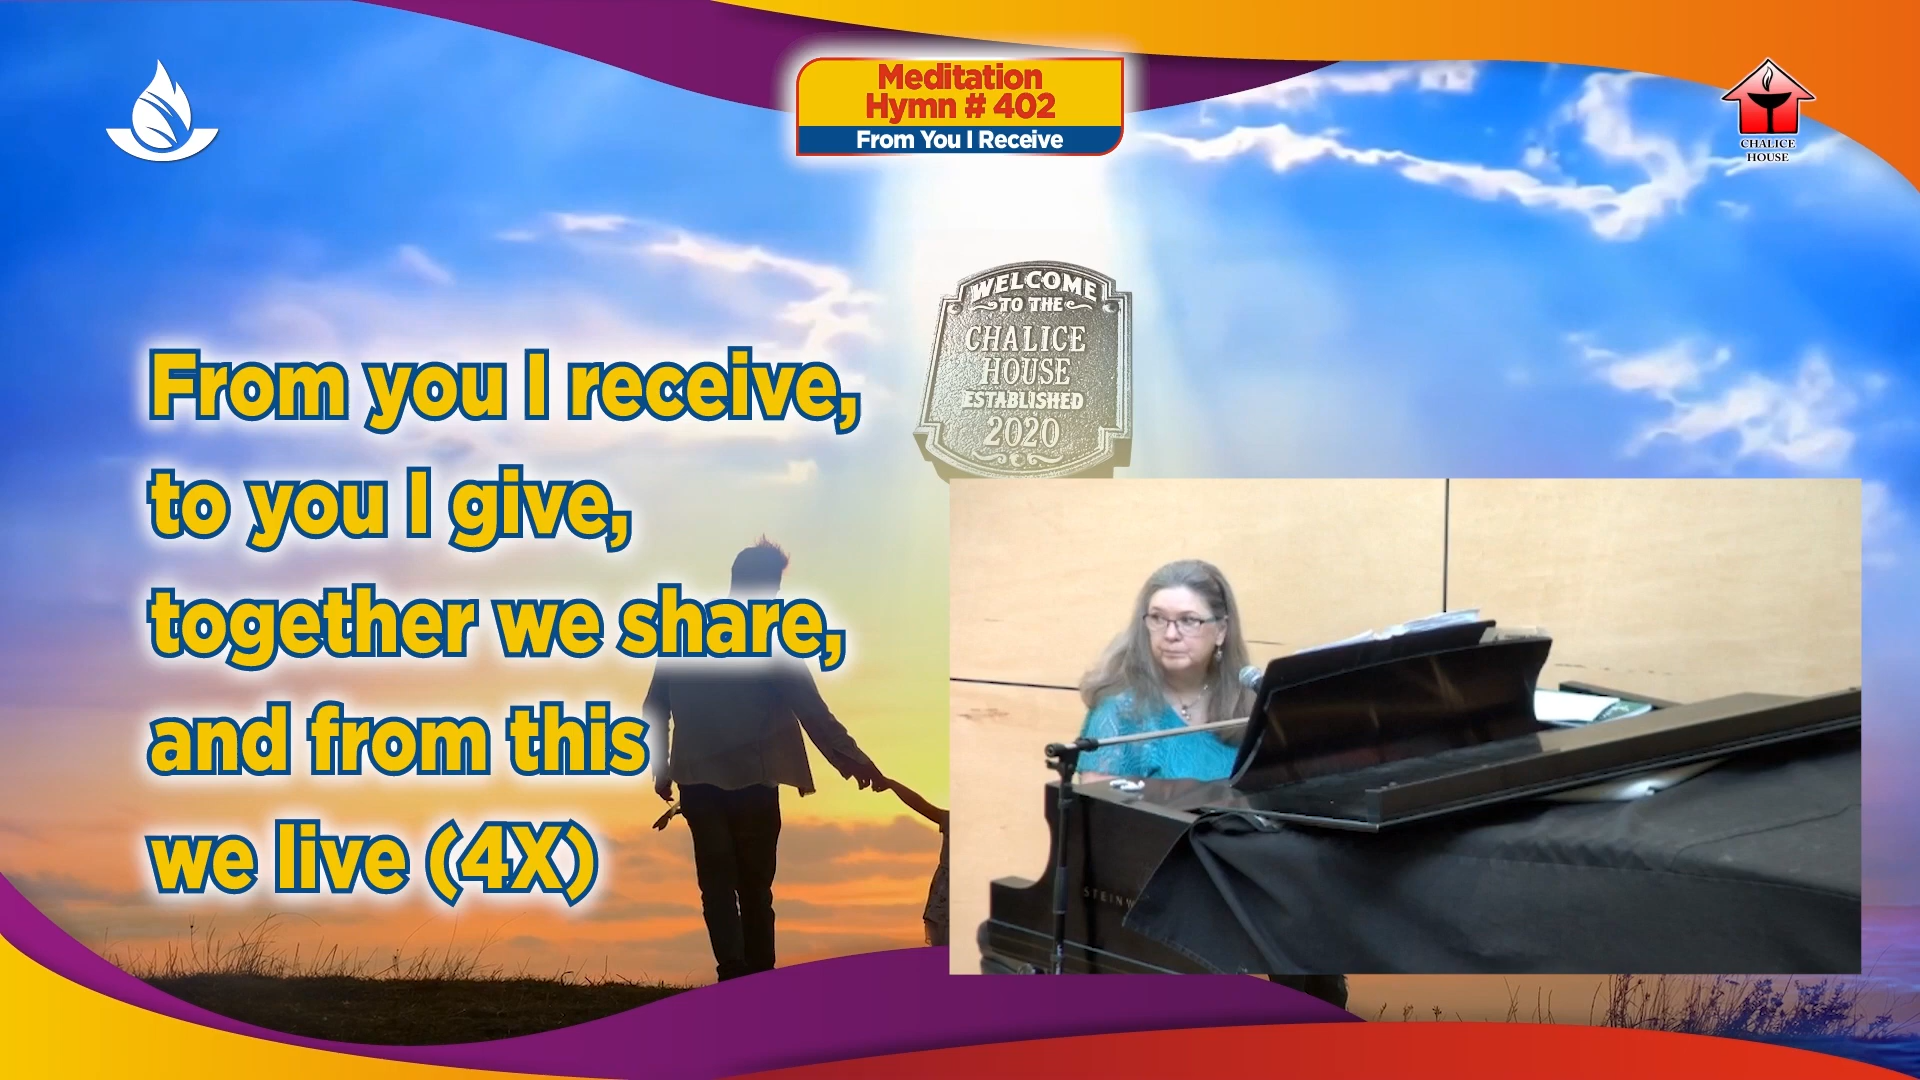 Meditation
Hymn # 402
From You I Receive
CHALICE
HOUSE
WELCOME
TO THE
CHALICE
HOUSE
ESTABLISHED
2020
From you I receive,
to you I give,
together we share,
and from this
we live (4X)